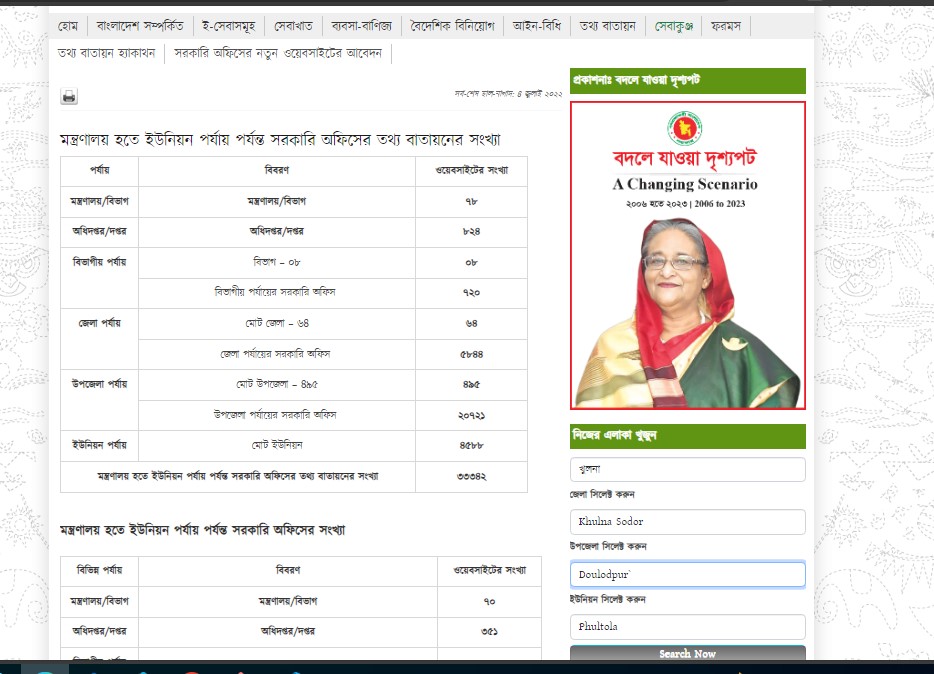 হোম বাংলাদেশ সম্পর্কিত ই-সেবাসমূহ সেবাখাত ব্যবসা-বাণিজ্য বৈদেশিক বিনিয়োগ আইন-বিধি তথ্য বাতায়ন সেবাকুঞ্জ ফরমস
তথ্য বাতায়ন হ্যাকাথন সরকারি অফিসের নতুন ওয়েবসাইটের আবেদন
সর্ব-শেষ হাল-নাগাদ: ৪ জুলাই ২০২২
মন্ত্রণালয় হতে ইউনিয়ন পর্যায় পর্যন্ত সরকারি অফিসের তথ্য বাতায়নের সংখ্যা
পর্যায় বিবরণ ওয়েবসাইটের সংখ্যা
মন্ত্রণালয়/বিভাগ মন্ত্রণালয়/বিভাগ ৭৮
অধিদপ্তর/দপ্তর অধিদপ্তর/দপ্তর ৮২৪
বিভাগীয় পর্যায় বিভাগ – ০৮ ০৮
বিভাগীয় পর্যায়ের সরকারি অফিস ৭২০
জেলা পর্যায় মোট জেলা – ৬৪ ৬৪
জেলা পর্যায়ের সরকারি অফিস ৫৮৪৪
উপজেলা পর্যায় মোট উপজেলা – ৪৯৫ ৪৯৫
উপজেলা পর্যায়ের সরকারি অফিস ২০৭২১
ইউনিয়ন পর্যায় মোট ইউনিয়ন ৪৫৮৮
মন্ত্রণালয় হতে ইউনিয়ন পর্যায় পর্যন্ত সরকারি অফিসের তথ্য বাতায়নের সংখ্যা ৩৩৩৪২
মন্ত্রণালয় হতে ইউনিয়ন পর্যায় পর্যন্ত সরকারি অফিসের সংখ্যা
বিভিন্ন পর্যায় বিবরণ ওয়েবসাইটের সংখ্যা
মন্ত্রণালয়/বিভাগ মন্ত্রণালয়/বিভাগ ৭০
অধিদপ্তর/দপ্তর অধিদপ্তর/দপ্তর ৩৫১
প্রকাশনাঃ বদলে যাওয়া দৃশ্যপট
বদলে যাওয়া দৃশ্যপট
A Changing Scenario
২০০৬ হতে ২০২৩ | 2006 to 2023
নিজের এলাকা খুজুন
খুলনা
জেলা সিলেক্ট করুন
Khulna Sodor
উপজেলা সিলেক্ট করুন
Doulodpur`
ইউনিয়ন সিলেক্ট করুন
Phultola
Search Now